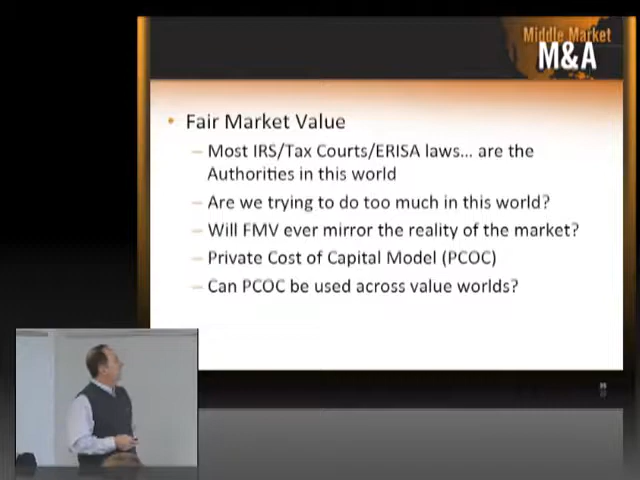 Middle Market
M&A
• Fair Market Value
– Most IRS/Tax Courts/ERISA laws... are the
Authorities in this world
– Are we trying to do too much in this world?
– Will FMV ever mirror the reality of the market?
– Private Cost of Capital Model (PCOC)
– Can PCOC be used across value worlds?